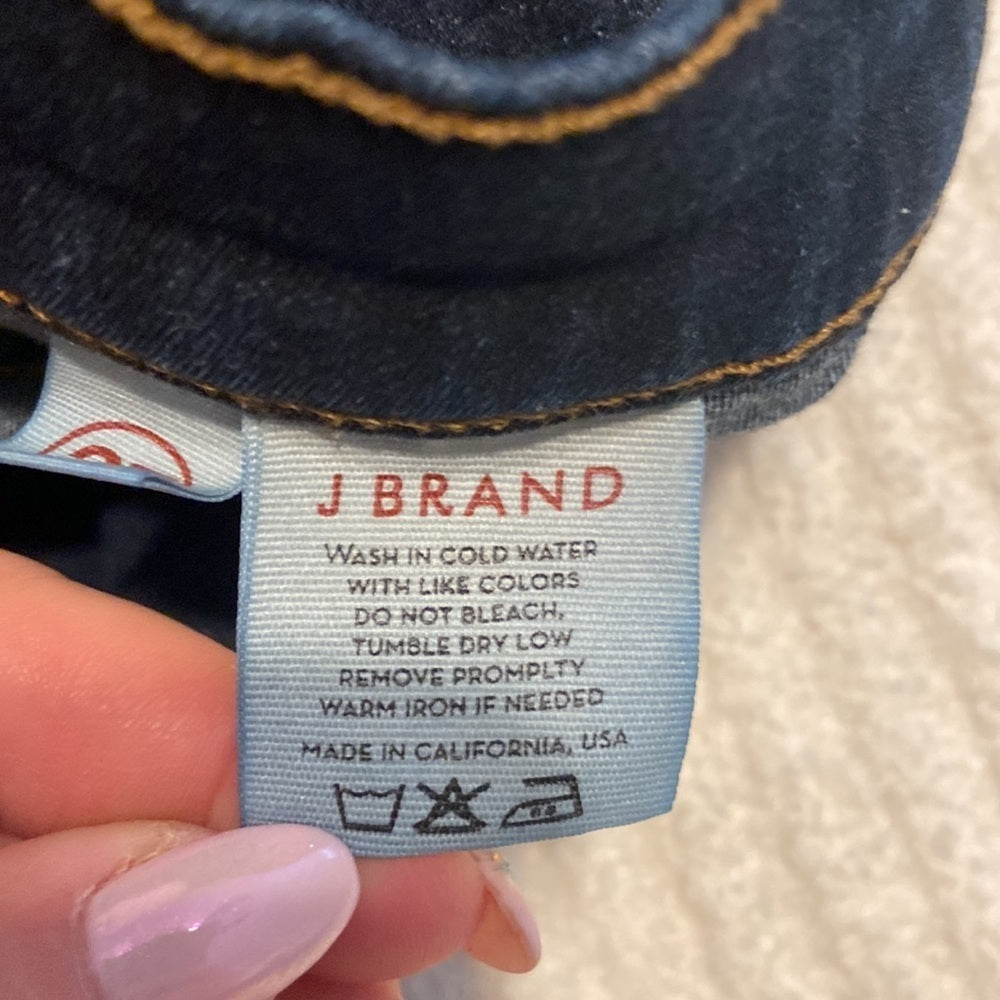 J BRAND
WASH IN COLD WATER
WITH LIKE COLORS
DO NOT BLEACH,
TUMBLE DRY LOW
REMOVE PROMPLTY
WARM IRON IF NEEDED
MADE IN CALIFORNIA, USA